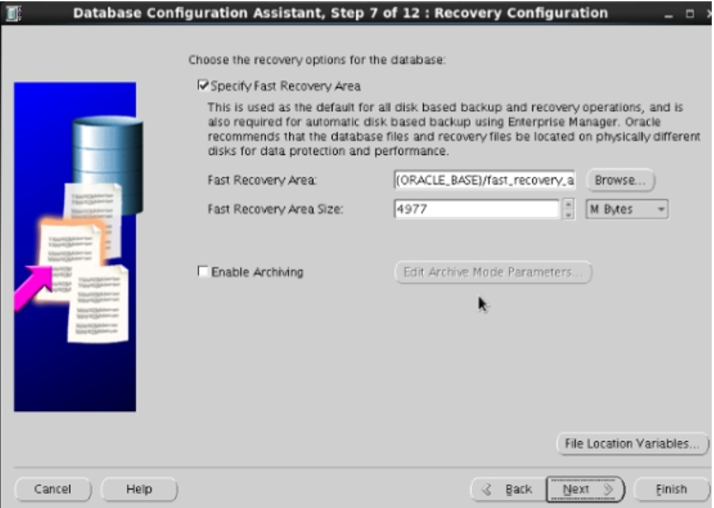 Database Configuration Assistant, Step 7 of 12 : Recovery Configuration
Choose the recovery options for the database:
Specify Fast Recovery Area
This is used as the default for all disk based backup and recovery operations, and is
also required for automatic disk based backup using Enterprise Manager. Oracle
recommends that the database files and recovery files be located on physically different
disks for data protection and performance.
Fast Recovery Area: {ORACLE_BASE}/fast_recovery_a Browse...
Fast Recovery Area Size: 4977 M Bytes
Enable Archiving Edit Archive Mode Parameters...
File Location Variables...
Cancel Help Back Next Finish